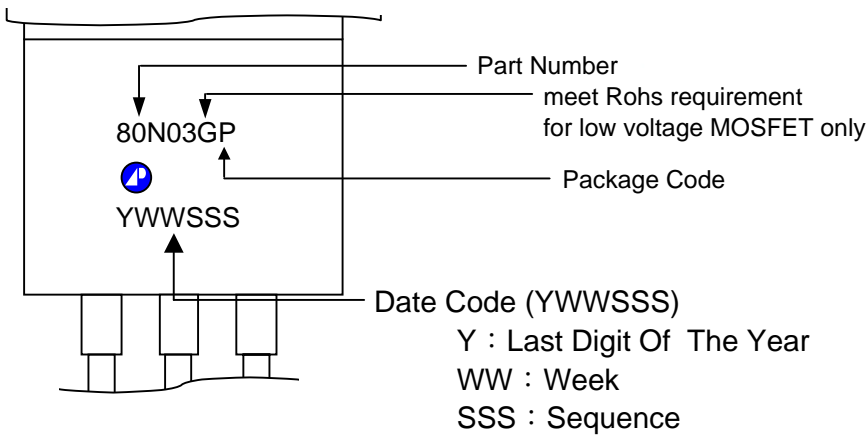 Part Number
meet Rohs requirement
for low voltage MOSFET only
80N03GP
Package Code
YWWSSS
Date Code (YWWSSS)
Y：Last Digit Of The Year
WW：Week
SSS：Sequence